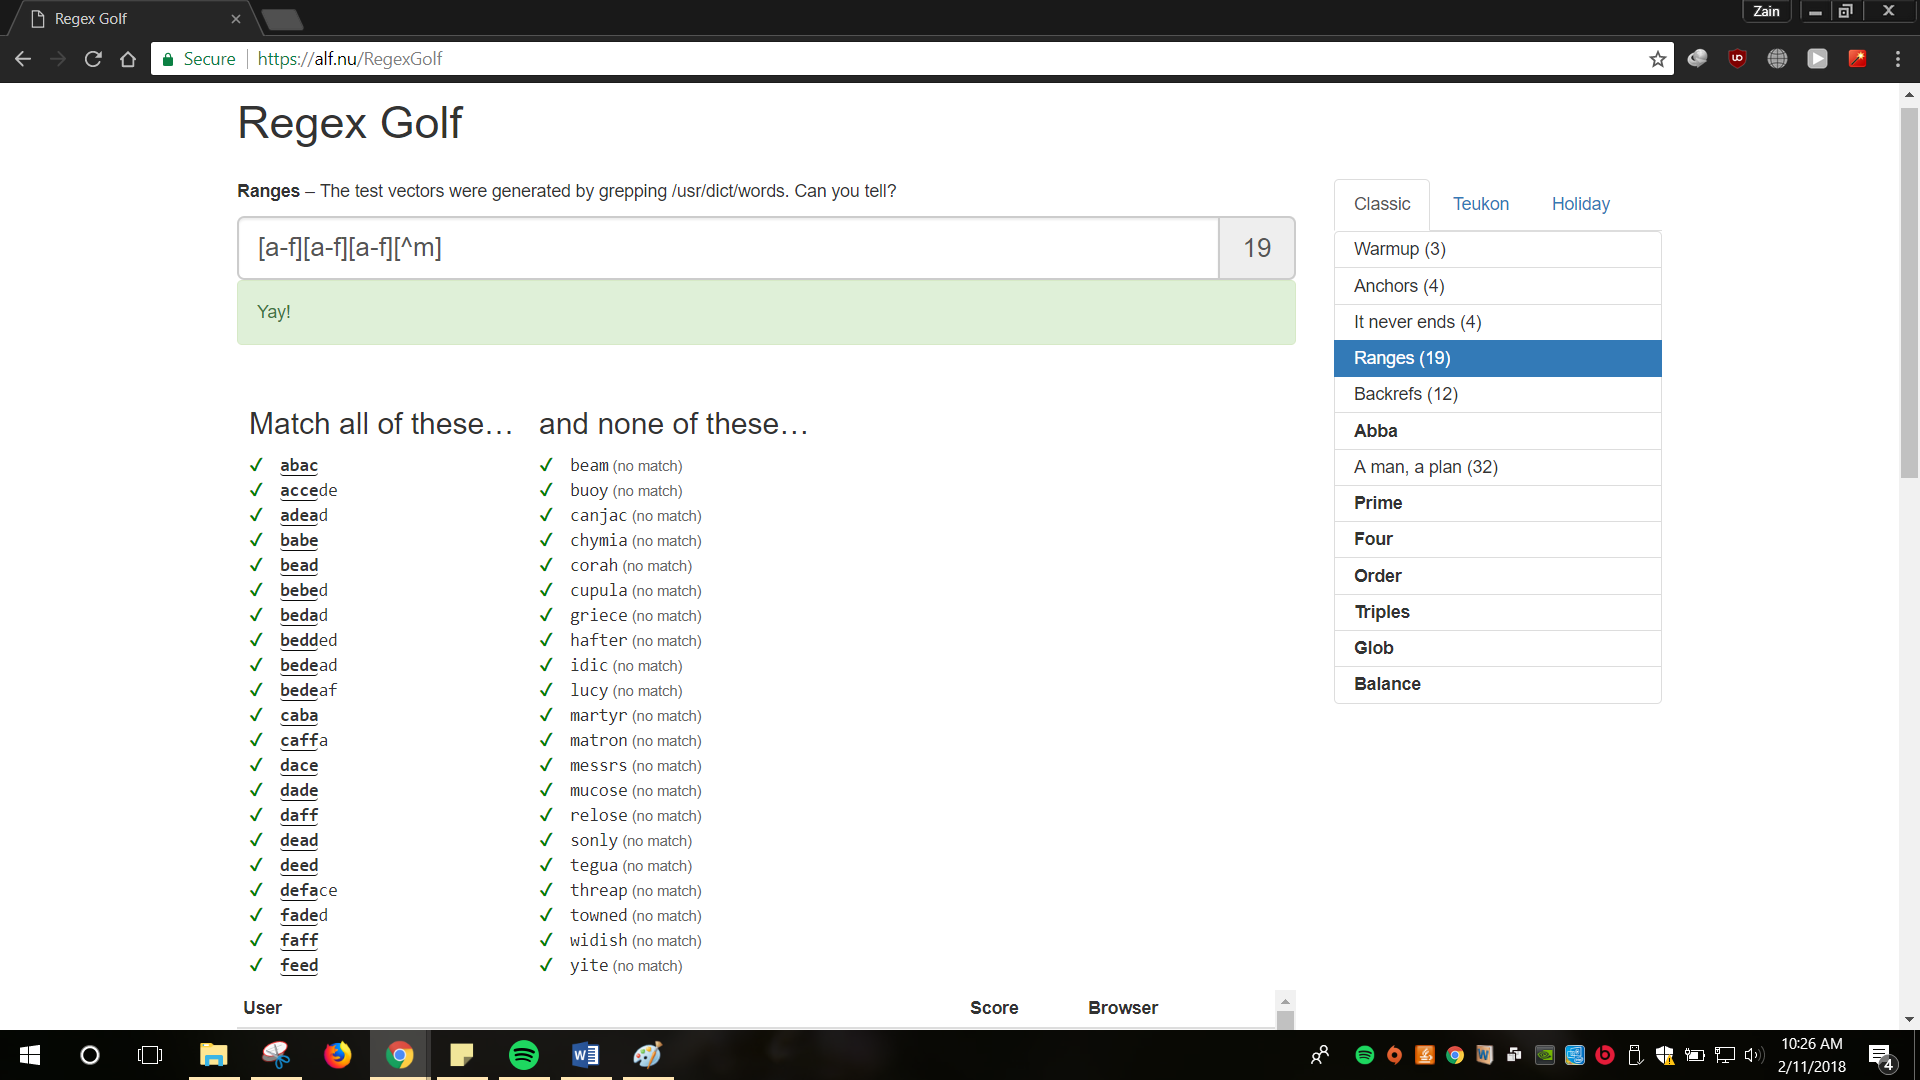 Regex Golf
Zain
Secure https://alf.nu/RegexGolf
Regex Golf
Ranges – The test vectors were generated by grepping /usr/dict/words. Can you tell?
[a-f][a-f][a-f][^m] 19
Yay!
Classic Teukon Holiday
Warmup (3)
Anchors (4)
It never ends (4)
Ranges (19)
Backrefs (12)
Abba
A man, a plan (32)
Prime
Four
Order
Triples
Glob
Balance
Match all of these… and none of these…
abac beam (no match)
accede buoy (no match)
adead canjac (no match)
babe chymia (no match)
bead corah (no match)
bebed cupula (no match)
bedad griece (no match)
bedded hafter (no match)
bedead idic (no match)
bedeaf lucy (no match)
caba martyr (no match)
caffa matron (no match)
dace messrs (no match)
dade mucose (no match)
daff relose (no match)
dead sonly (no match)
deed tegua (no match)
deface threap (no match)
faded towned (no match)
faff widish (no match)
feed yite (no match)
User Score Browser
10:26 AM
2/11/2018
4